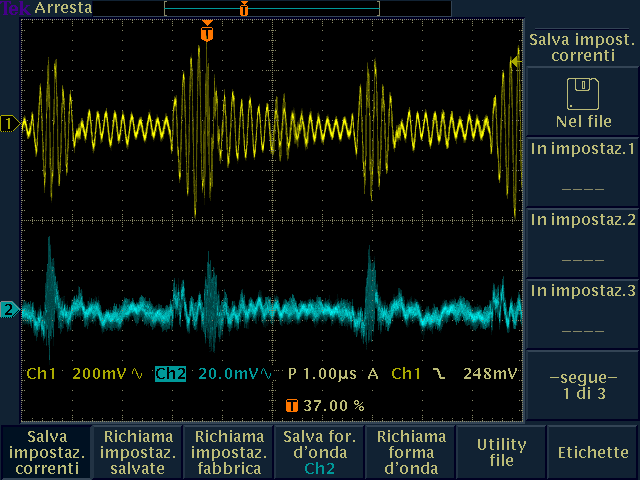 Tek Arresta
T
T
1
2
Ch1 200mV Ch2 20.0mV P 1.00µs A Ch1 248mV
T 37.00 %
Salva impost.
correnti
Nel file
In impostaz.1
----
In impostaz.2
----
In impostaz.3
----
-segue-
1 di 3
Salva
impostaz.
correnti
Richiama
impostaz.
salvate
Richiama
impostaz.
fabbrica
Salva for.
d'onda
Ch2
Richiama
forma
d'onda
Utility
file
Etichette